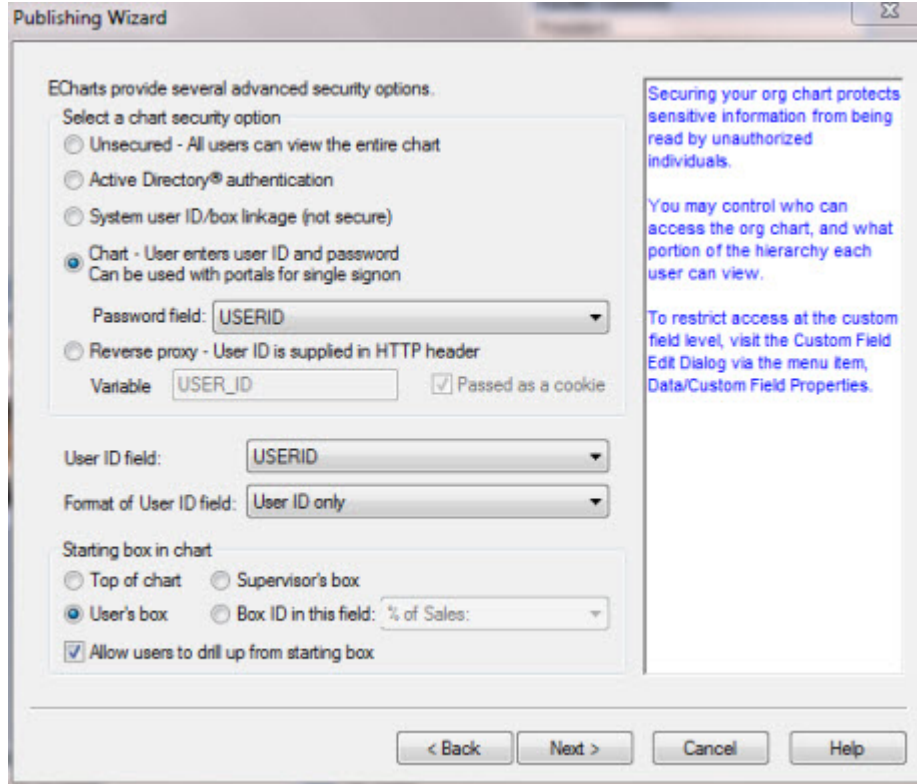 Publishing Wizard
ECharts provide several advanced security options.
Select a chart security option
Unsecured - All users can view the entire chart
Active Directory® authentication
System user ID/box linkage (not secure)
Chart - User enters user ID and password
Can be used with portals for single signon
Password field: USERID
Reverse proxy - User ID is supplied in HTTP header
Variable USER_ID Passed as a cookie
User ID field: USERID
Format of User ID field: User ID only
Starting box in chart
Top of chart Supervisor's box
User's box Box ID in this field: % of Sales:
Allow users to drill up from starting box
Securing your org chart protects
sensitive information from being
read by unauthorized
individuals.
You may control who can
access the org chart, and what
portion of the hierarchy each
user can view.
To restrict access at the custom
field level, visit the Custom Field
Edit Dialog via the menu item,
Data/Custom Field Properties.
< Back Next > Cancel Help